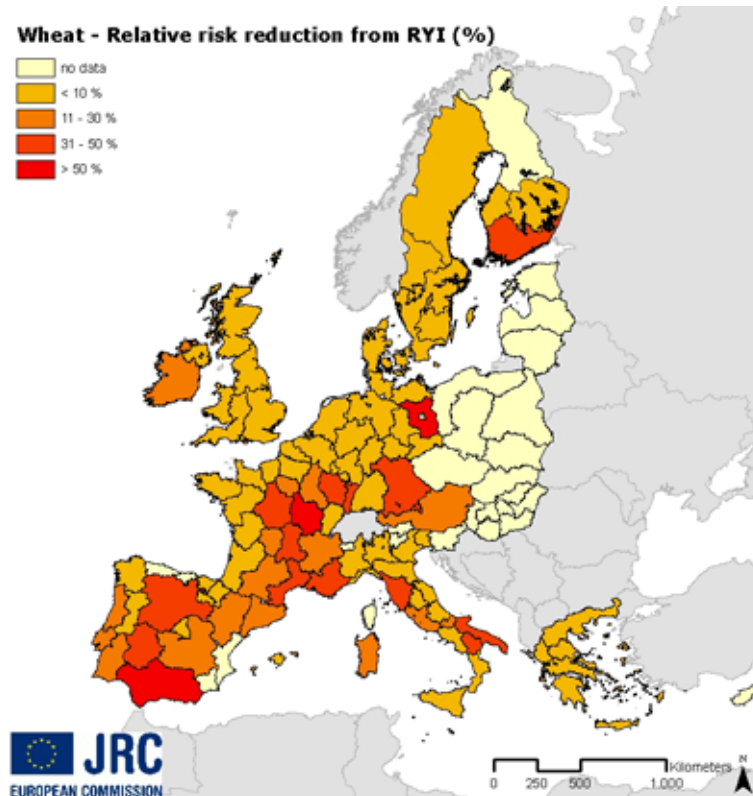 Wheat - Relative risk reduction from RYI (%)
no data
< 10 %
11 - 30 %
31 - 50 %
> 50 %
JRC
EUROPEAN COMMISSION
Kilometers
0 250 500 1.000
N